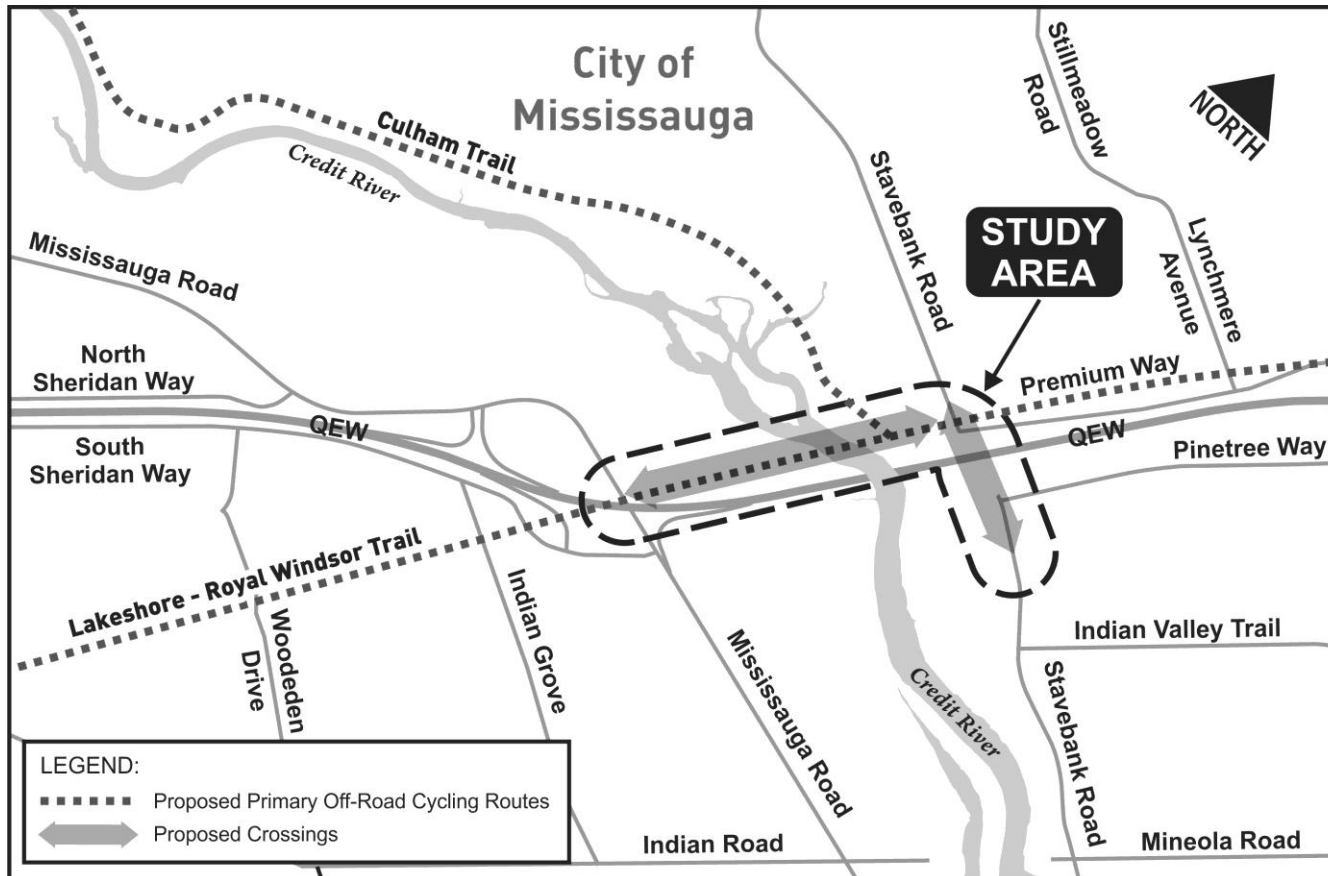 City of
Mississauga
Stillmeadow
Road
NORTH
Culham Trail
Credit River
Stavebank Road
STUDY
AREA
Lynchmere
Avenue
Mississauga Road
North
Sheridan Way
QEW
South
Sheridan Way
Premium Way
QEW
Pinetree Way
Lakeshore - Royal Windsor Trail
Wooded​en
Drive
Indian Grove
Mississauga Road
Credit River
Indian Valley Trail
Stavebank Road
LEGEND:
Proposed Primary Off-Road Cycling Routes
Proposed Crossings
Indian Road
Mineola Road